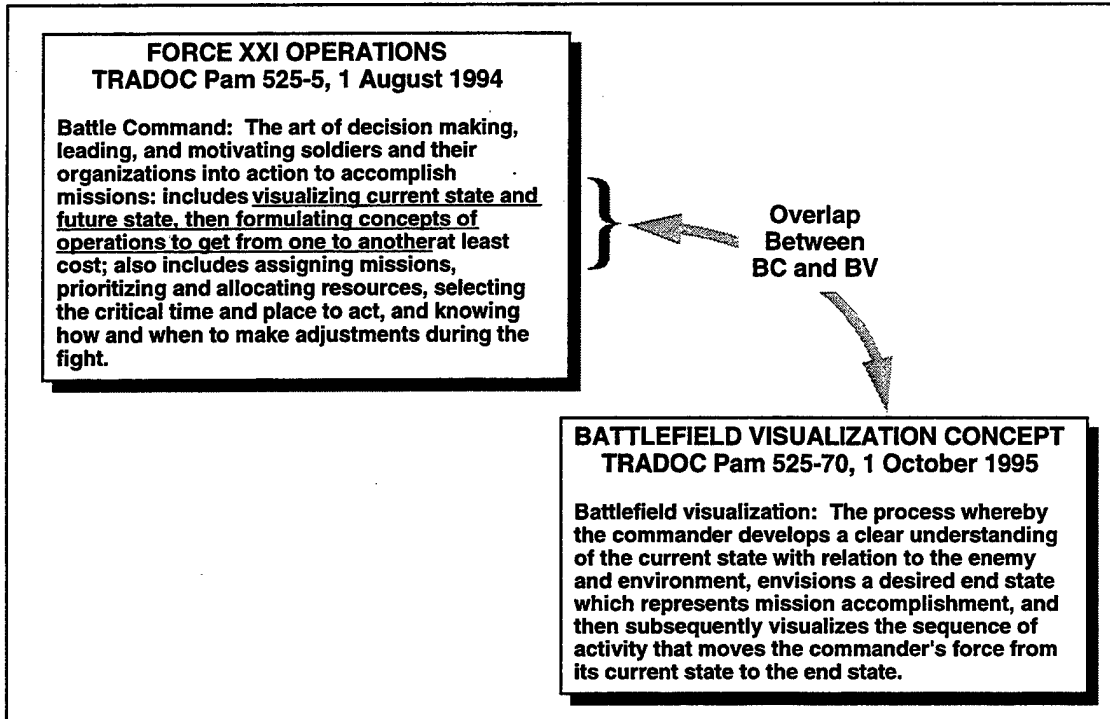 FORCE XXI OPERATIONS
TRADOC Pam 525-5, 1 August 1994
Battle Command: The art of decision making,
leading, and motivating soldiers and their
organizations into action to accomplish
missions: includes visualizing current state and
future state, then formulating concepts of
operations to get from one to anotherat least
cost; also includes assigning missions,
prioritizing and allocating resources, selecting
the critical time and place to act, and knowing
how and when to make adjustments during the
fight.
Overlap
Between
BC and BV
BATTLEFIELD VISUALIZATION CONCEPT
TRADOC Pam 525-70, 1 October 1995
Battlefield visualization: The process whereby
the commander develops a clear understanding
of the current state with relation to the enemy
and environment, envisions a desired end state
which represents mission accomplishment, and
then subsequently visualizes the sequence of
activity that moves the commander's force from
its current state to the end state.